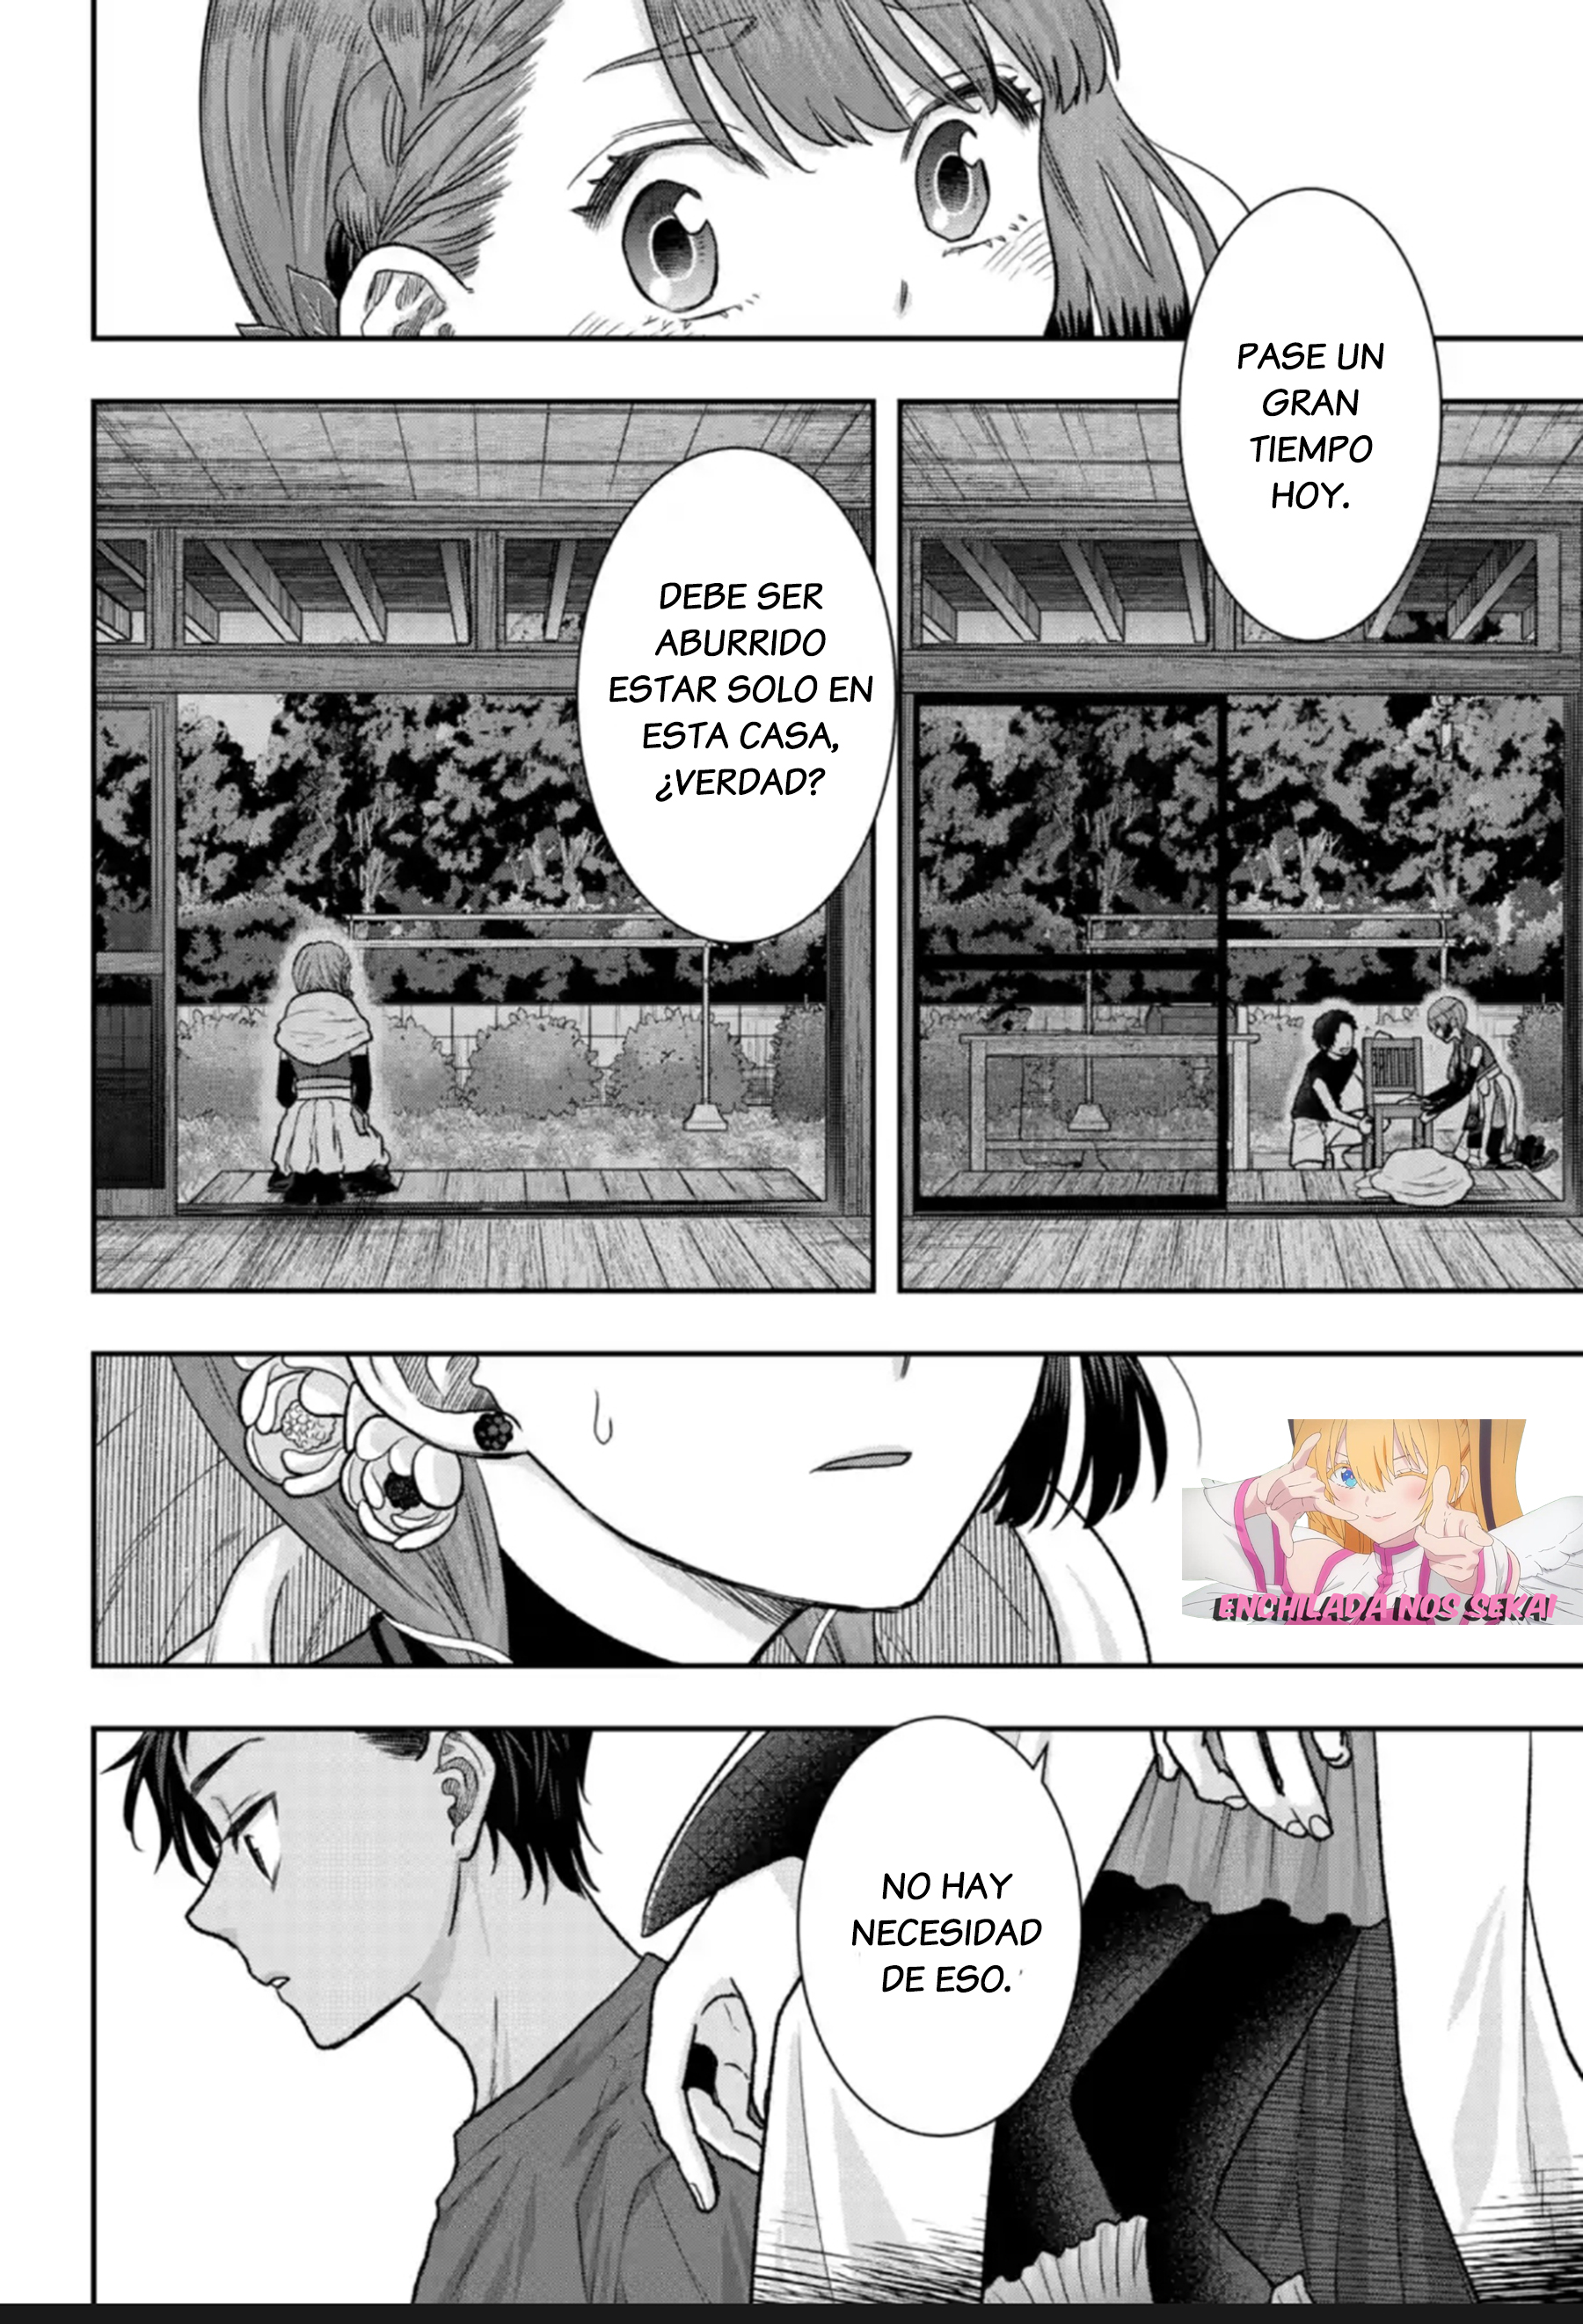 PASE UN
GRAN
TIEMPO
HOY.
DEBE SER
ABURRIDO
ESTAR SOLO EN
ESTA CASA,
¿VERDAD?
ENCHILADA NOS SEKAI
NO HAY
NECESIDAD
DE ESO.